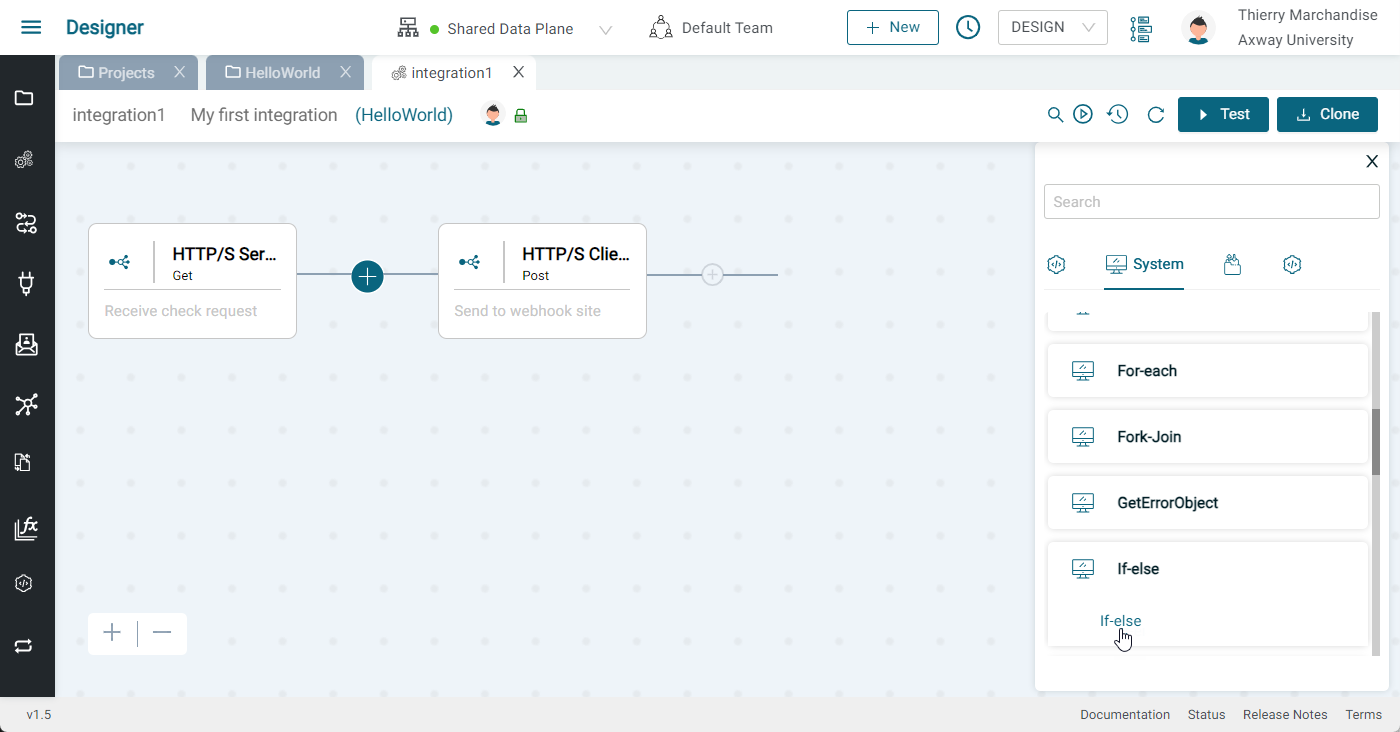 Designer
Shared Data Plane
Default Team
+ New
DESIGN
Thierry Marchandise
Axway University
Projects X
HelloWorld X
integration1 X
integration1 My first integration (HelloWorld)
Test
Clone
X
Search
System
HTTP/S Ser...
Get
Receive check request
HTTP/S Clie...
Post
Send to webhook site
For-each
Fork-Join
GetErrorObject
If-else
If-else
fx
v1.5
Documentation Status Release Notes Terms